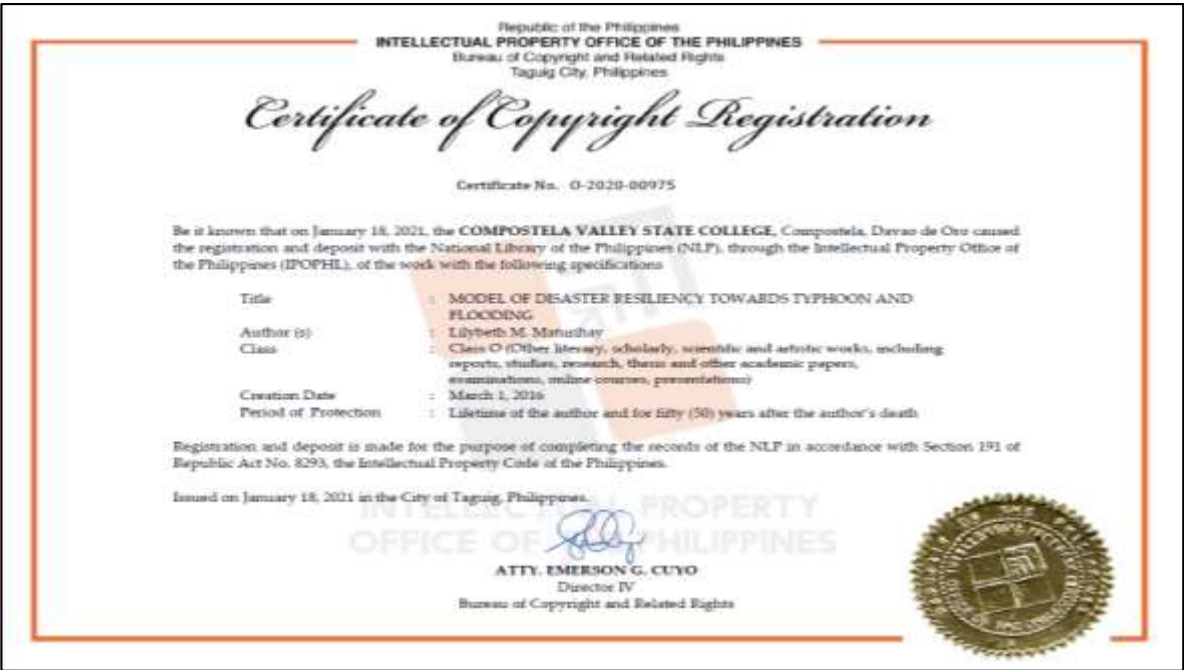 Republic of the Philippines
INTELLECTUAL PROPERTY OFFICE OF THE PHILIPPINES
Bureau of Copyright and Related Rights
Taguig City, Philippines
Certificate of Copyright Registration
Certificate No. O-2020-00975
Be it known that on January 18, 2021, the COMPOSTELA VALLEY STATE COLLEGE, Compostela, Davao de Oro caused
the registration and deposit with the National Library of the Philippines (NLP), through the Intellectual Property Office of
the Philippines (IPOPHL), of the work with the following specifications
Title : MODEL OF DISASTER RESILIENCY TOWARDS TYPHOON AND
FLOODING
Author (s) : Lilybeth M. Matunhay
Class : Class O (Other literary, scholarly, scientific and artistic works, including
reports, studies, research, thesis and other academic papers,
examinations, online courses, presentations)
Creation Date : March 1, 2016
Period of Protection : Lifetime of the author and for fifty (50) years after the author's death
Registration and deposit is made for the purpose of completing the records of the NLP in accordance with Section 191 of
Republic Act No. 8293, the Intellectual Property Code of the Philippines.
Issued on January 18, 2021 in the City of Taguig, Philippines.
INTELLECTUAL PROPERTY
OFFICE OF PHILIPPINES
ATTY. EMERSON G. CUYO
Director IV
Bureau of Copyright and Related Rights